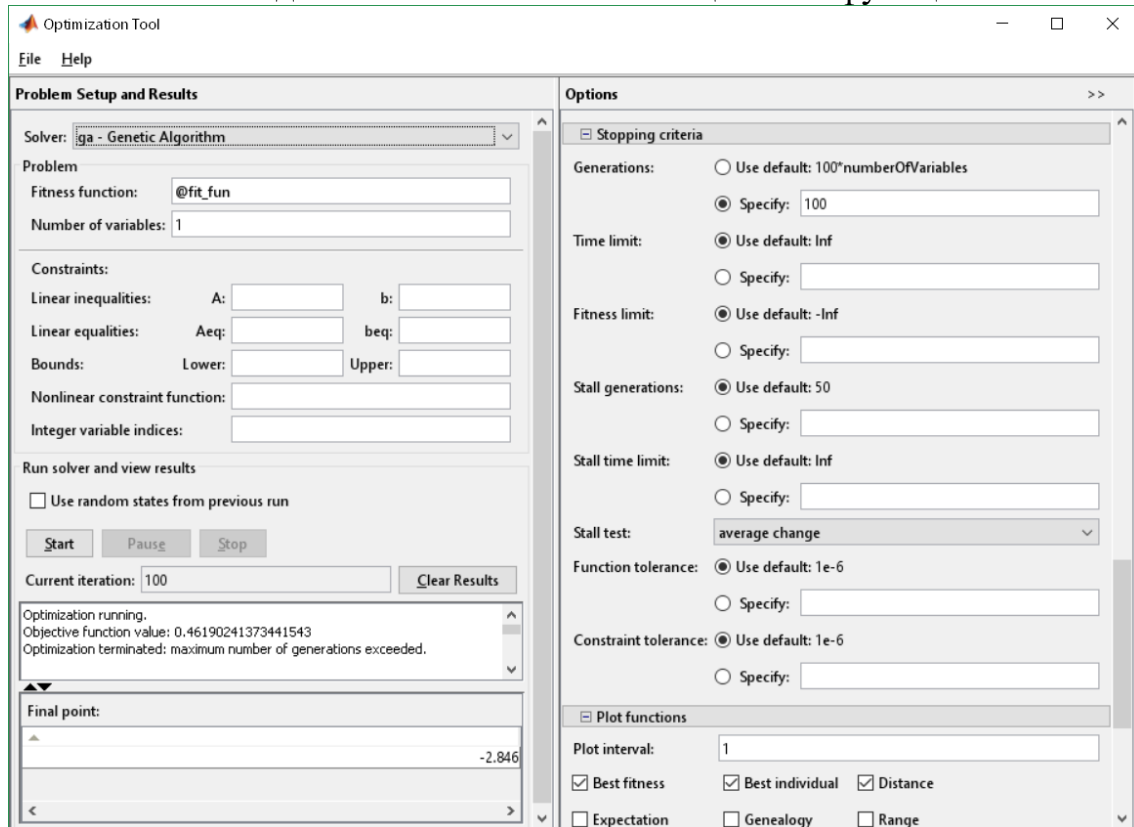 Optimization Tool
File Help
Problem Setup and Results
Solver: ga - Genetic Algorithm
Problem
Fitness function: @fit_fun
Number of variables: 1
Constraints:
Linear inequalities: A: b:
Linear equalities: Aeq: beq:
Bounds: Lower: Upper:
Nonlinear constraint function:
Integer variable indices:
Run solver and view results
Use random states from previous run
Start Pause Stop
Current iteration: 100 Clear Results
Optimization running.
Objective function value: 0.46190241373441543
Optimization terminated: maximum number of generations exceeded.
Final point:
-2.846
Options >>
Stopping criteria
Generations: Use default: 100*numberOfVariables
Specify: 100
Time limit: Use default: Inf
Specify:
Fitness limit: Use default: -Inf
Specify:
Stall generations: Use default: 50
Specify:
Stall time limit: Use default: Inf
Specify:
Stall test: average change
Function tolerance: Use default: 1e-6
Specify:
Constraint tolerance: Use default: 1e-6
Specify:
Plot functions
Plot interval: 1
Best fitness Best individual Distance
Expectation Genealogy Range